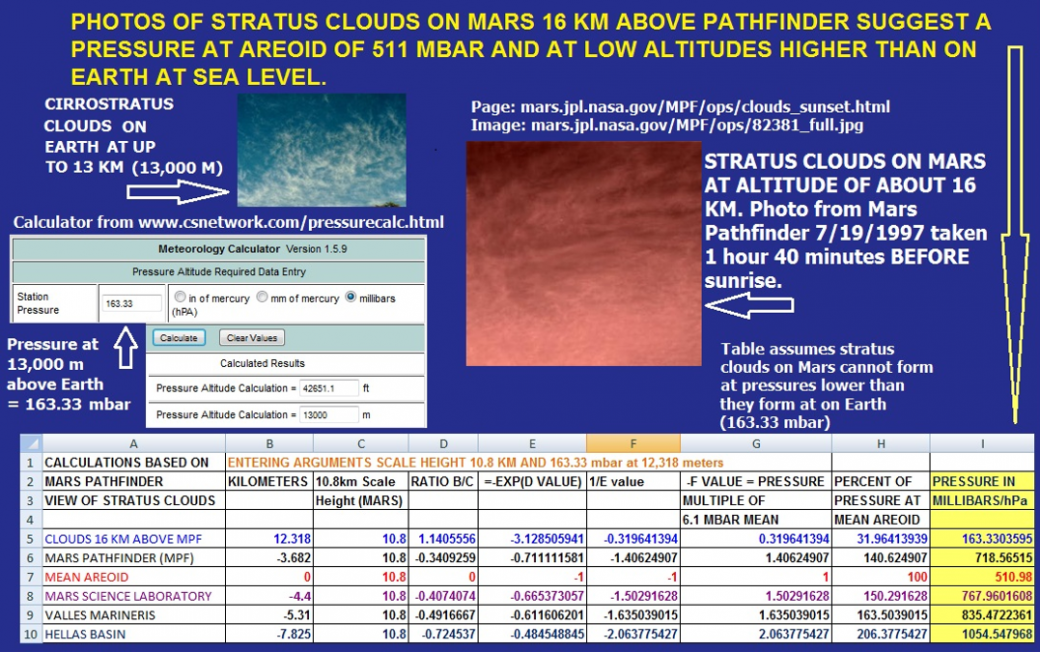 PHOTOS OF STRATUS CLOUDS ON MARS 16 KM ABOVE PATHFINDER SUGGEST A
PRESSURE AT AREOID OF 511 MBAR AND AT LOW ALTITUDES HIGHER THAN ON
EARTH AT SEA LEVEL.
CIRROSTRATUS
CLOUDS ON
EARTH AT UP
TO 13 KM (13,000 M)
Page: mars.jpl.nasa.gov/MPF/ops/clouds_sunset.html
Image: mars.jpl.nasa.gov/MPF/ops/82381_full.jpg
STRATUS CLOUDS ON MARS
AT ALTITUDE OF ABOUT 16
KM. Photo from Mars
Pathfinder 7/19/1997 taken
1 hour 40 minutes BEFORE
sunrise.
Calculator from www.csnetwork.com/pressurecalc.html
Meteorology Calculator Version 1.5.9
Pressure Altitude Required Data Entry
Station Pressure 163.33 in of mercury mm of mercury millibars
(hPA)
Calculate Clear Values
Calculated Results
Pressure Altitude Calculation = 42651.1 ft
Pressure Altitude Calculation = 13000 m
Pressure at
13,000 m
above Earth
= 163.33 mbar
Table assumes stratus
clouds on Mars cannot form
at pressures lower than
they form at on Earth
(163.33 mbar)
A B C D E F G H I
1 CALCULATIONS BASED ON ENTERING ARGUMENTS SCALE HEIGHT 10.8 KM AND 163.33 mbar at 12,318 meters
2 MARS PATHFINDER KILOMETERS 10.8km Scale RATIO B/C =-EXP(D VALUE) 1/E value -F VALUE = PRESSURE PERCENT OF PRESSURE IN
3 VIEW OF STRATUS CLOUDS Height (MARS) MULTIPLE OF PRESSURE AT MILLIBARS/hPa
4 6.1 MBAR MEAN MEAN AREOID
5 CLOUDS 16 KM ABOVE MPF 12.318 10.8 1.1405556 -3.128505941 -0.319641394 0.319641394 31.96413939 163.3303595
6 MARS PATHFINDER (MPF) -3.682 10.8 -0.3409259 -0.711111581 -1.40624907 1.40624907 140.624907 718.56515
7 MEAN AREOID 0 10.8 0 -1 -1 1 100 510.98
8 MARS SCIENCE LABORATORY -4.4 10.8 -0.4074074 -0.665373057 -1.50291628 1.50291628 150.291628 767.9601608
9 VALLES MARINERIS -5.31 10.8 -0.4916667 -0.611606201 -1.635039015 1.635039015 163.5039015 835.4722361
10 HELLAS BASIN -7.825 10.8 -0.724537 -0.484548845 -2.063775427 2.063775427 206.3775427 1054.547968